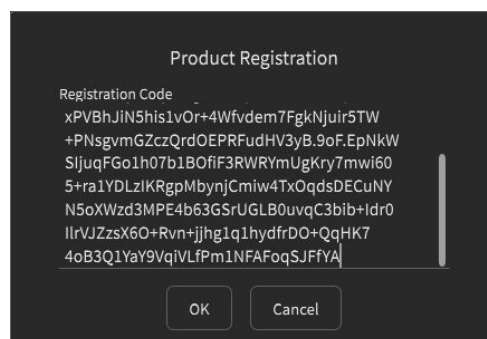 Product Registration
Registration Code
xPVBhJiN5his1vOr+4Wfvdem7FgkNjuir5TW
+PNsgvmGZczQrdOEPRFudHV3yB.9oF.EpNkW
SIjuqFGo1h07b1BOfiF3RWRYmUgKry7mwi60
5+ra1YDLzIKRgpMbynjCmiw4TxOqdsDECuNY
N5oXWzd3MPE4b63GSrUGLB0uvqC3bib+Idr0
IlrVJZzsX6O+Rvn+jjhg1q1hydfrDO+QqHK7
4oB3Q1YaY9VqiVLfPm1NFAFoqSJFfYA
OK
Cancel